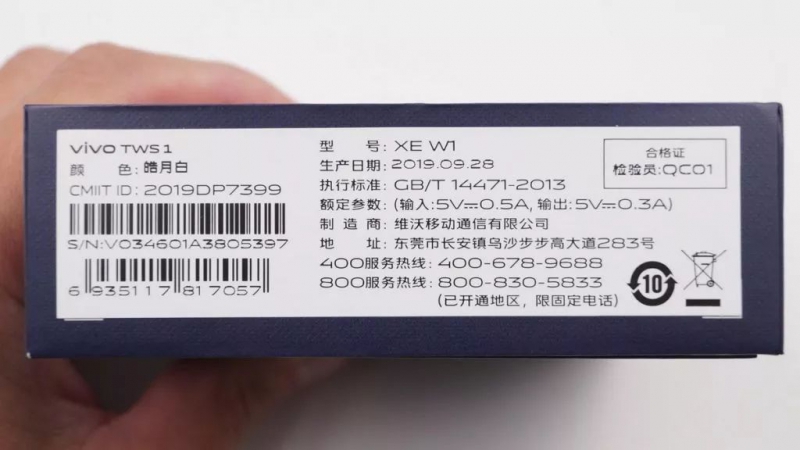 vivo TWS 1
颜 色: 皓月白
CMIIT ID: 2019DP7399
S/N:V034601A3805397
6 935117 817057
型 号: XE W1
生产日期: 2019.09.28
执行标准: GB/T 14471-2013
额定参数: (输入:5V⎓0.5A, 输出:5V⎓0.3A)
制 造 商: 维沃移动通信有限公司
地 址: 东莞市长安镇乌沙步步高大道283号
400服务热线: 400-678-9688
800服务热线: 800-830-5833
(已开通地区，限固定电话)
合格证
检验员:QC01
10